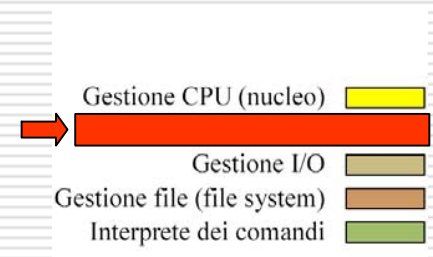 Gestione CPU (nucleo)
Gestione I/O
Gestione file (file system)
Interprete dei comandi